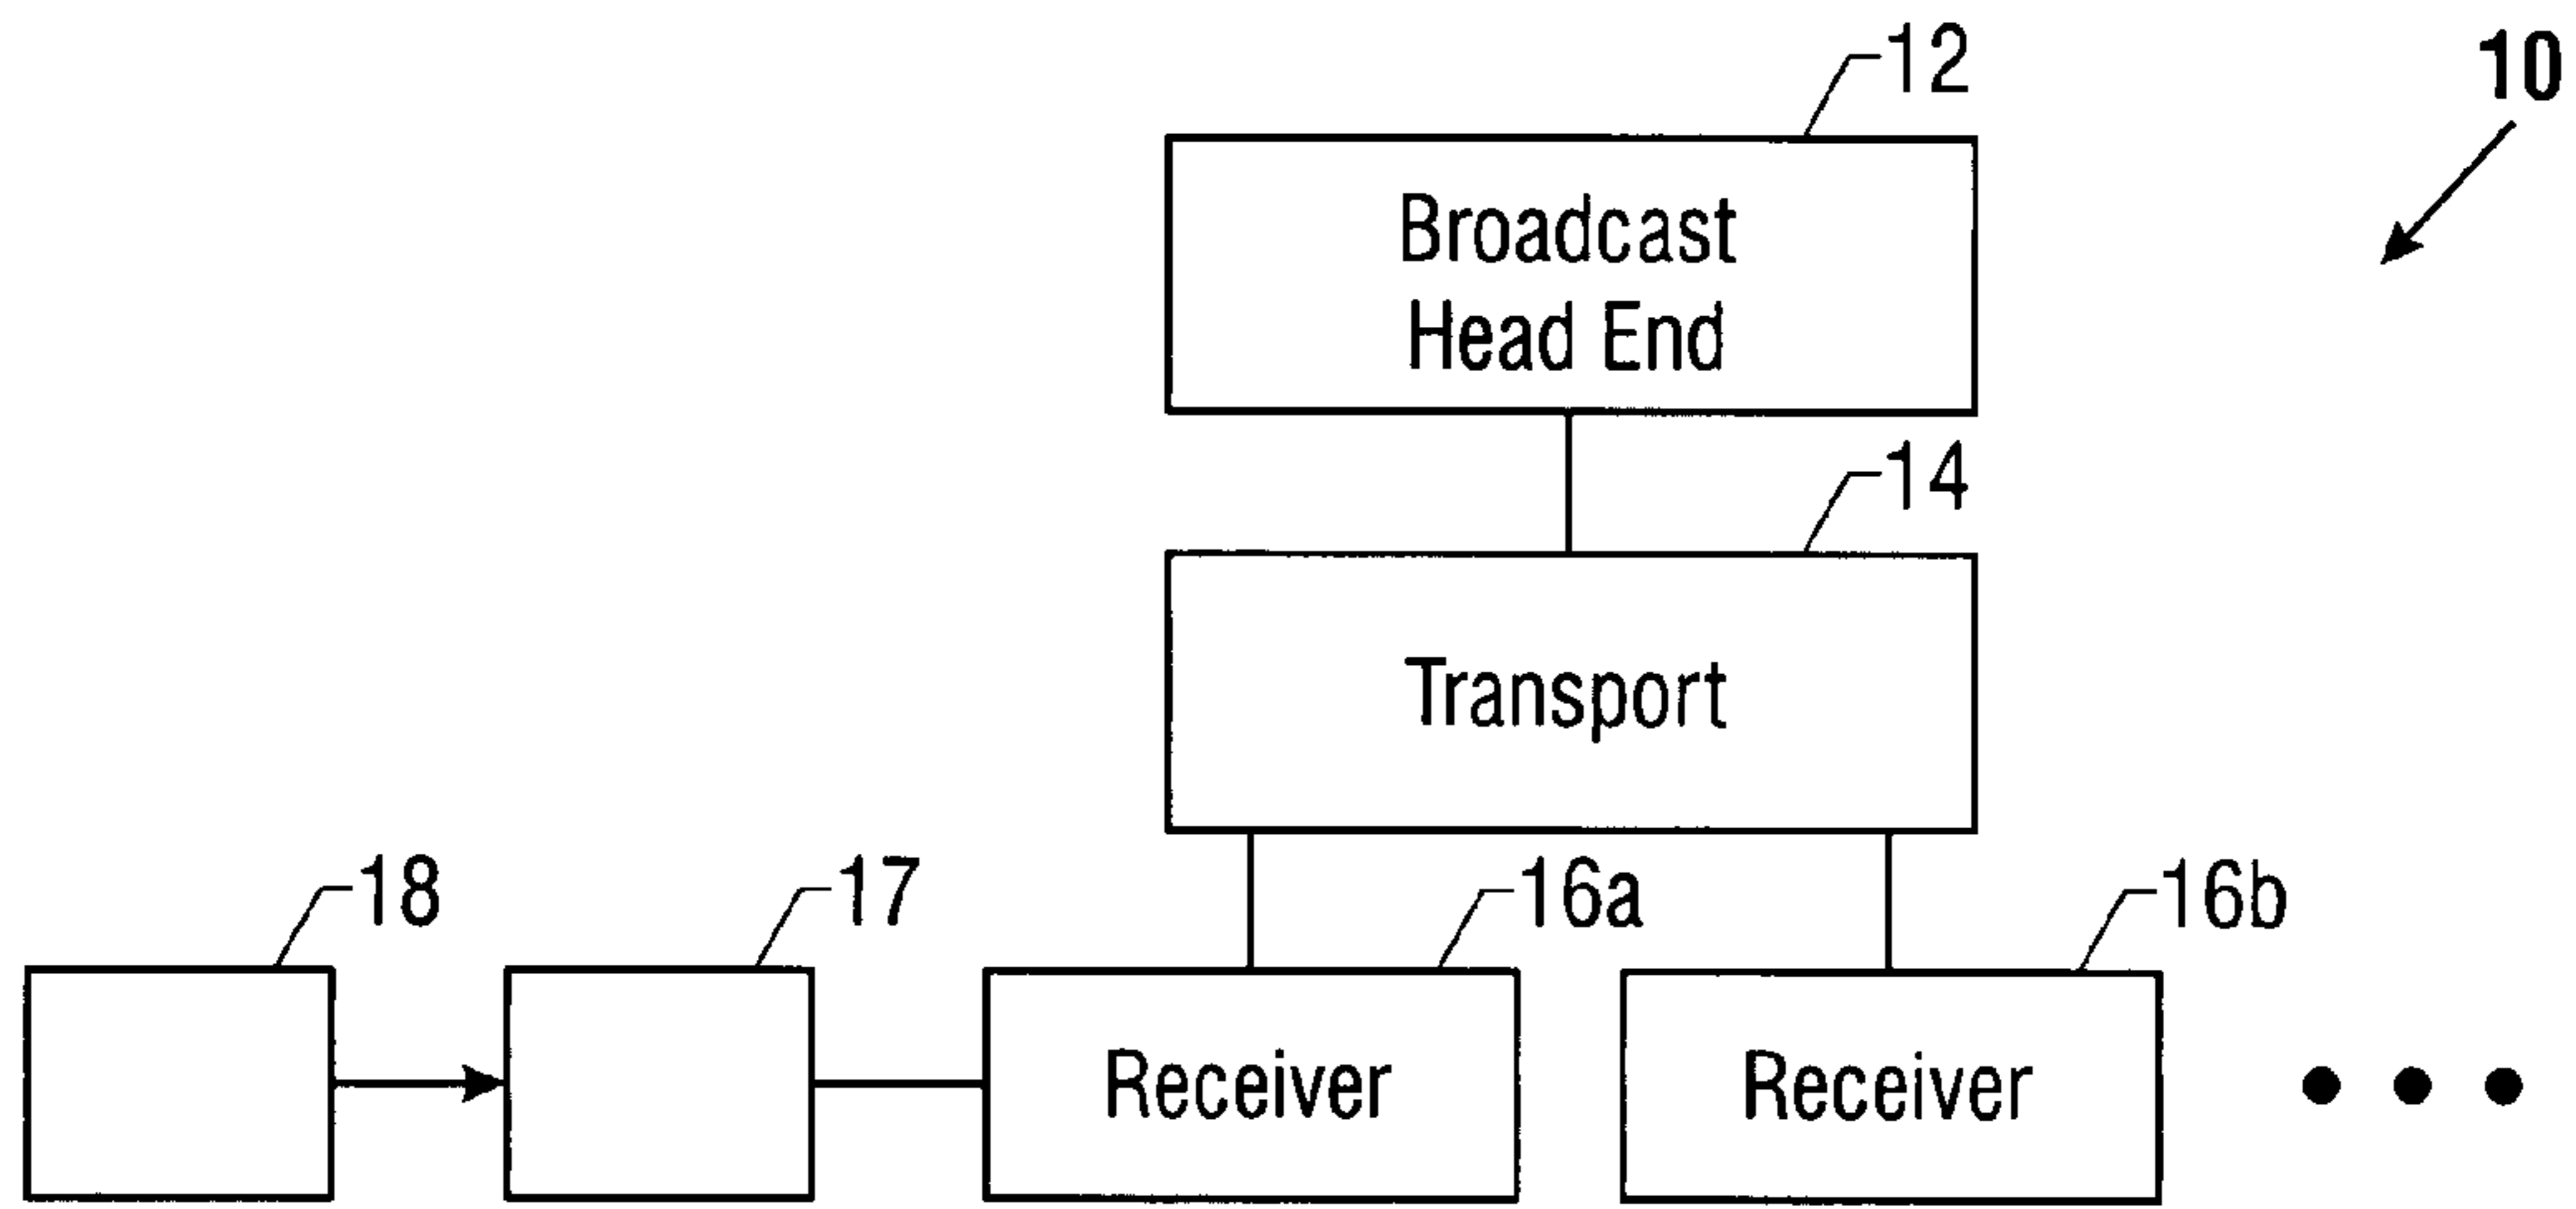 12
10
Broadcast
Head End
14
Transport
18
17
16a
16b
Receiver
Receiver